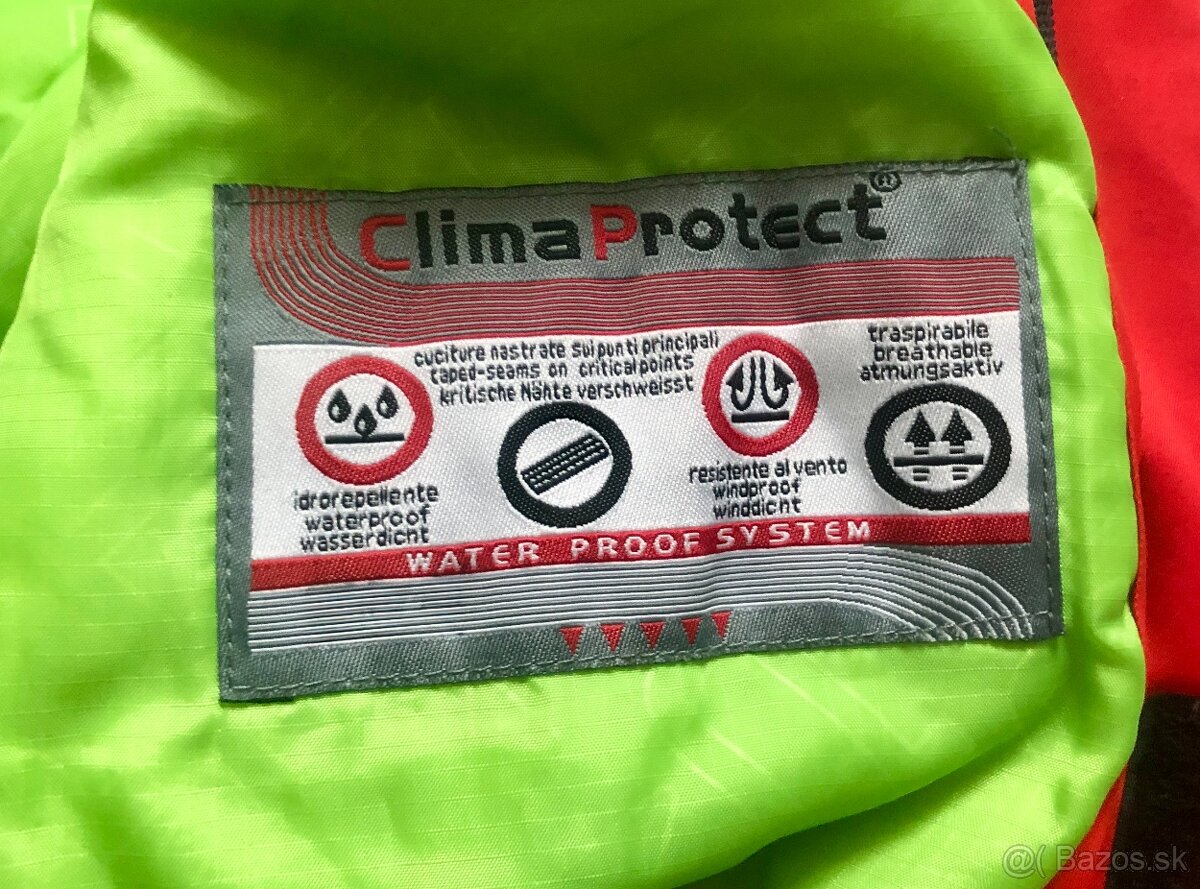 ClimaProtect®
cuciture nastrate sui punti principali
taped-seams on critical points
kritische Nähte verschweisst
traspirabile
breathable
atmungsaktiv
idrorepellente
waterproof
wasserdicht
resistente al vento
windproof
winddicht
WATER PROOF SYSTEM
@( Bazos.sk